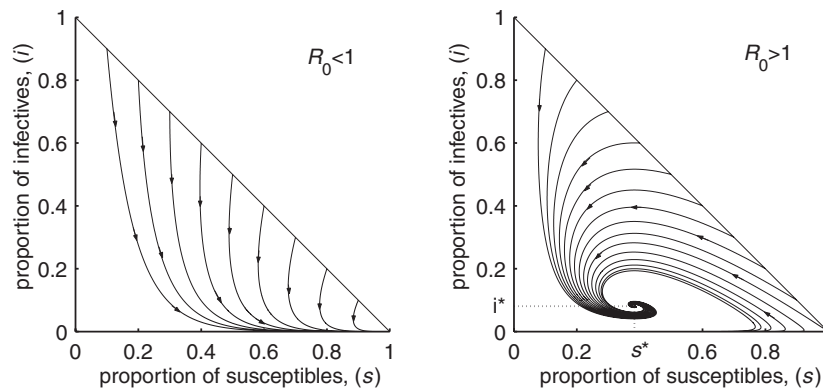 R0<1
proportion of infectives, (i)
1
0.8
0.6
0.4
0.2
0
0
0.2
0.4
0.6
0.8
1
proportion of susceptibles, (s)
R0>1
proportion of infectives, (i)
1
0.8
0.6
0.4
0.2
i*
0
0
0.2
s*
0.6
0.8
proportion of susceptibles, (s)